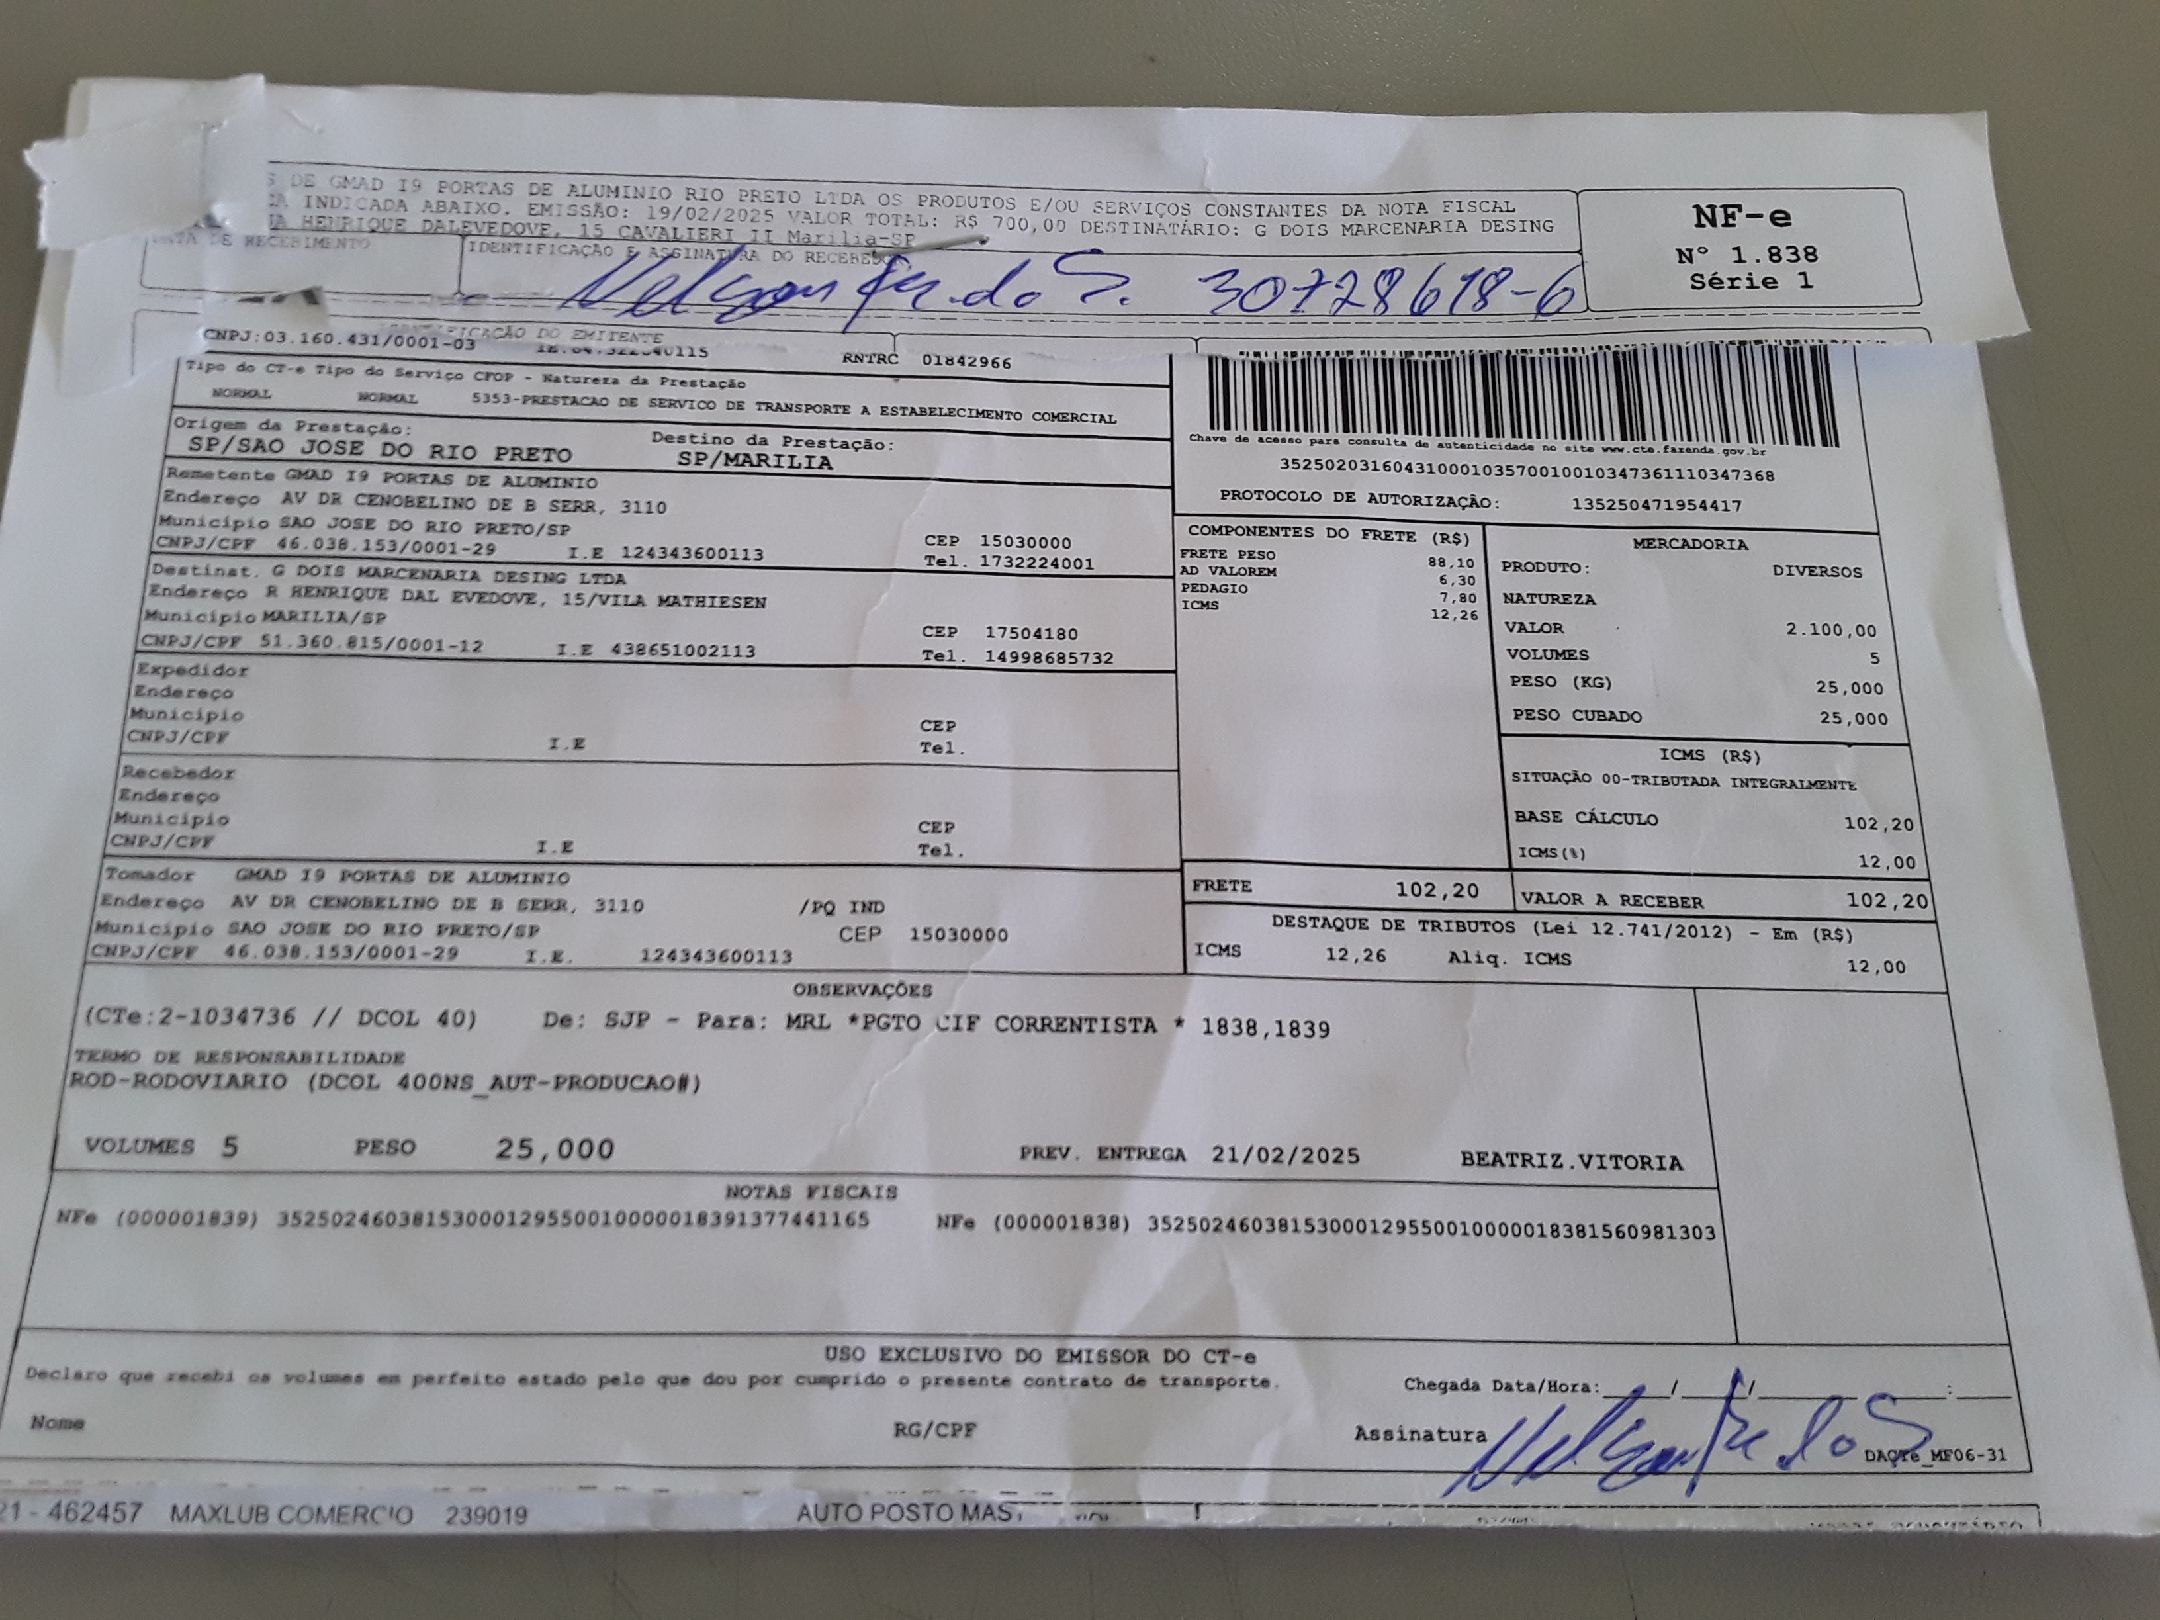 S DE GMAD I9 PORTAS DE ALUMINIO RIO PRETO LTDA OS PRODUTOS E/OU SERVIÇOS CONSTANTES DA NOTA FISCAL
INDICADA ABAIXO. EMISSÃO: 19/02/2025 VALOR TOTAL: R$ 700,00 DESTINATÁRIO: G DOIS MARCENARIA DESING
HENRIQUE DALEVEDOVE, 15 CAVALIERI II Marilia-SP
DE RECEBIMENTO
IDENTIFICAÇÃO E ASSINATURA DO RECEBEDOR
Nelson do S. 30728618-6
NF-e
Nº 1.838
Série 1
IDENTIFICAÇÃO DO EMITENTE
CNPJ:03.160.431/0001-03
RNTRC 01842966
Tipo do CT-e Tipo do Serviço CFOP - Natureza da Prestação
NORMAL NORMAL 5353-PRESTACAO DE SERVICO DE TRANSPORTE A ESTABELECIMENTO COMERCIAL
Origem da Prestação: Destino da Prestação:
SP/SAO JOSE DO RIO PRETO SP/MARILIA
Chave de acesso para consulta de autenticidade no site www.cte.fazenda.gov.br
35250203160431000103570010010347361110347368
PROTOCOLO DE AUTORIZAÇÃO: 135250471954417
Remetente GMAD I9 PORTAS DE ALUMINIO
Endereço AV DR CENOBELINO DE B SERR, 3110
Município SAO JOSE DO RIO PRETO/SP CEP 15030000
CNPJ/CPF 46.038.153/0001-29 I.E 124343600113 Tel. 1732224001
Destinat. G DOIS MARCENARIA DESING LTDA
Endereço R HENRIQUE DAL EVEDOVE, 15/VILA MATHIESEN
Município MARILIA/SP CEP 17504180
CNPJ/CPF 51.360.815/0001-12 I.E 438651002113 Tel. 14998685732
Expedidor
Endereço
Município CEP
CNPJ/CPF I.E Tel.
Recebedor
Endereço
Município CEP
CNPJ/CPF I.E Tel.
Tomador GMAD I9 PORTAS DE ALUMINIO
Endereço AV DR CENOBELINO DE B SERR, 3110 /PQ IND
Município SAO JOSE DO RIO PRETO/SP CEP 15030000
CNPJ/CPF 46.038.153/0001-29 I.E. 124343600113
COMPONENTES DO FRETE (R$)
FRETE PESO 88,10
AD VALOREM 6,30
PEDAGIO 7,80
ICMS 12,26
MERCADORIA
PRODUTO: DIVERSOS
NATUREZA
VALOR 2.100,00
VOLUMES 5
PESO (KG) 25,000
PESO CUBADO 25,000
ICMS (R$)
SITUAÇÃO 00-TRIBUTADA INTEGRALMENTE
BASE CÁLCULO 102,20
ICMS(%) 12,00
FRETE 102,20 VALOR A RECEBER 102,20
DESTAQUE DE TRIBUTOS (Lei 12.741/2012) - Em (R$)
ICMS 12,26 Aliq. ICMS 12,00
OBSERVAÇÕES
(CTe:2-1034736 // DCOL 40) De: SJP - Para: MRL *PGTO CIF CORRENTISTA * 1838,1839
TERMO DE RESPONSABILIDADE
ROD-RODOVIARIO (DCOL 400NS_AUT-PRODUCAO#)
VOLUMES 5 PESO 25,000 PREV. ENTREGA 21/02/2025 BEATRIZ.VITORIA
NOTAS FISCAIS
NFe (000001839) 35250246038153000129550010000018391377441165 NFe (000001838) 35250246038153000129550010000018381560981303
USO EXCLUSIVO DO EMISSOR DO CT-e
Declaro que recebi os volumes em perfeito estado pelo que dou por cumprido o presente contrato de transporte.
Chegada Data/Hora:____/____/__________:____
Nome RG/CPF Assinatura Nelson do S
DACTe_MF06-31
21 - 462457 MAXLUB COMERCIO 239019 AUTO POSTO MAS